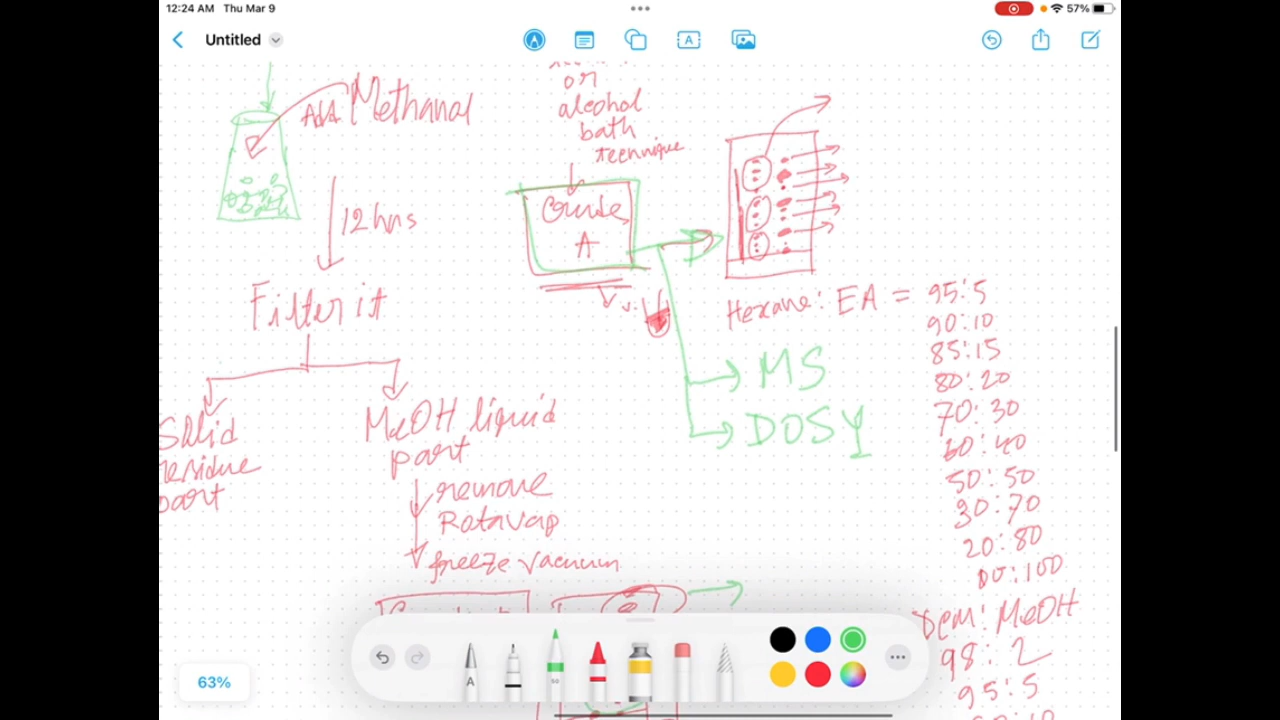 12:24 AM Thu Mar 9
57%
Untitled
A
Add Methanol
or
alcohol
bath
technique
12 hrs
Crude
A
Filter it
Hexane: EA = 95:5
90:10
85:15
80:20
70:30
60:40
50:50
30:70
20:80
00:100
MS
DOSY
Solid
residue
part
MeOH liquid
part
remove
Rotavap
freeze vacuum
DCM: MeOH
98:2
95:5
A
63%